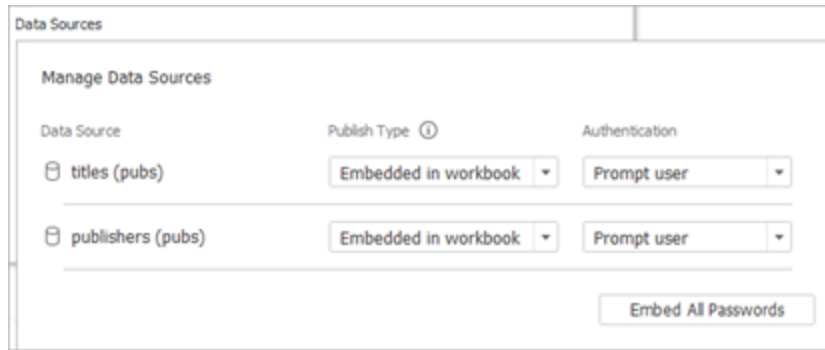 Data Sources
Manage Data Sources
Data Source Publish Type Authentication
titles (pubs) Embedded in workbook Prompt user
publishers (pubs) Embedded in workbook Prompt user
Embed All Passwords